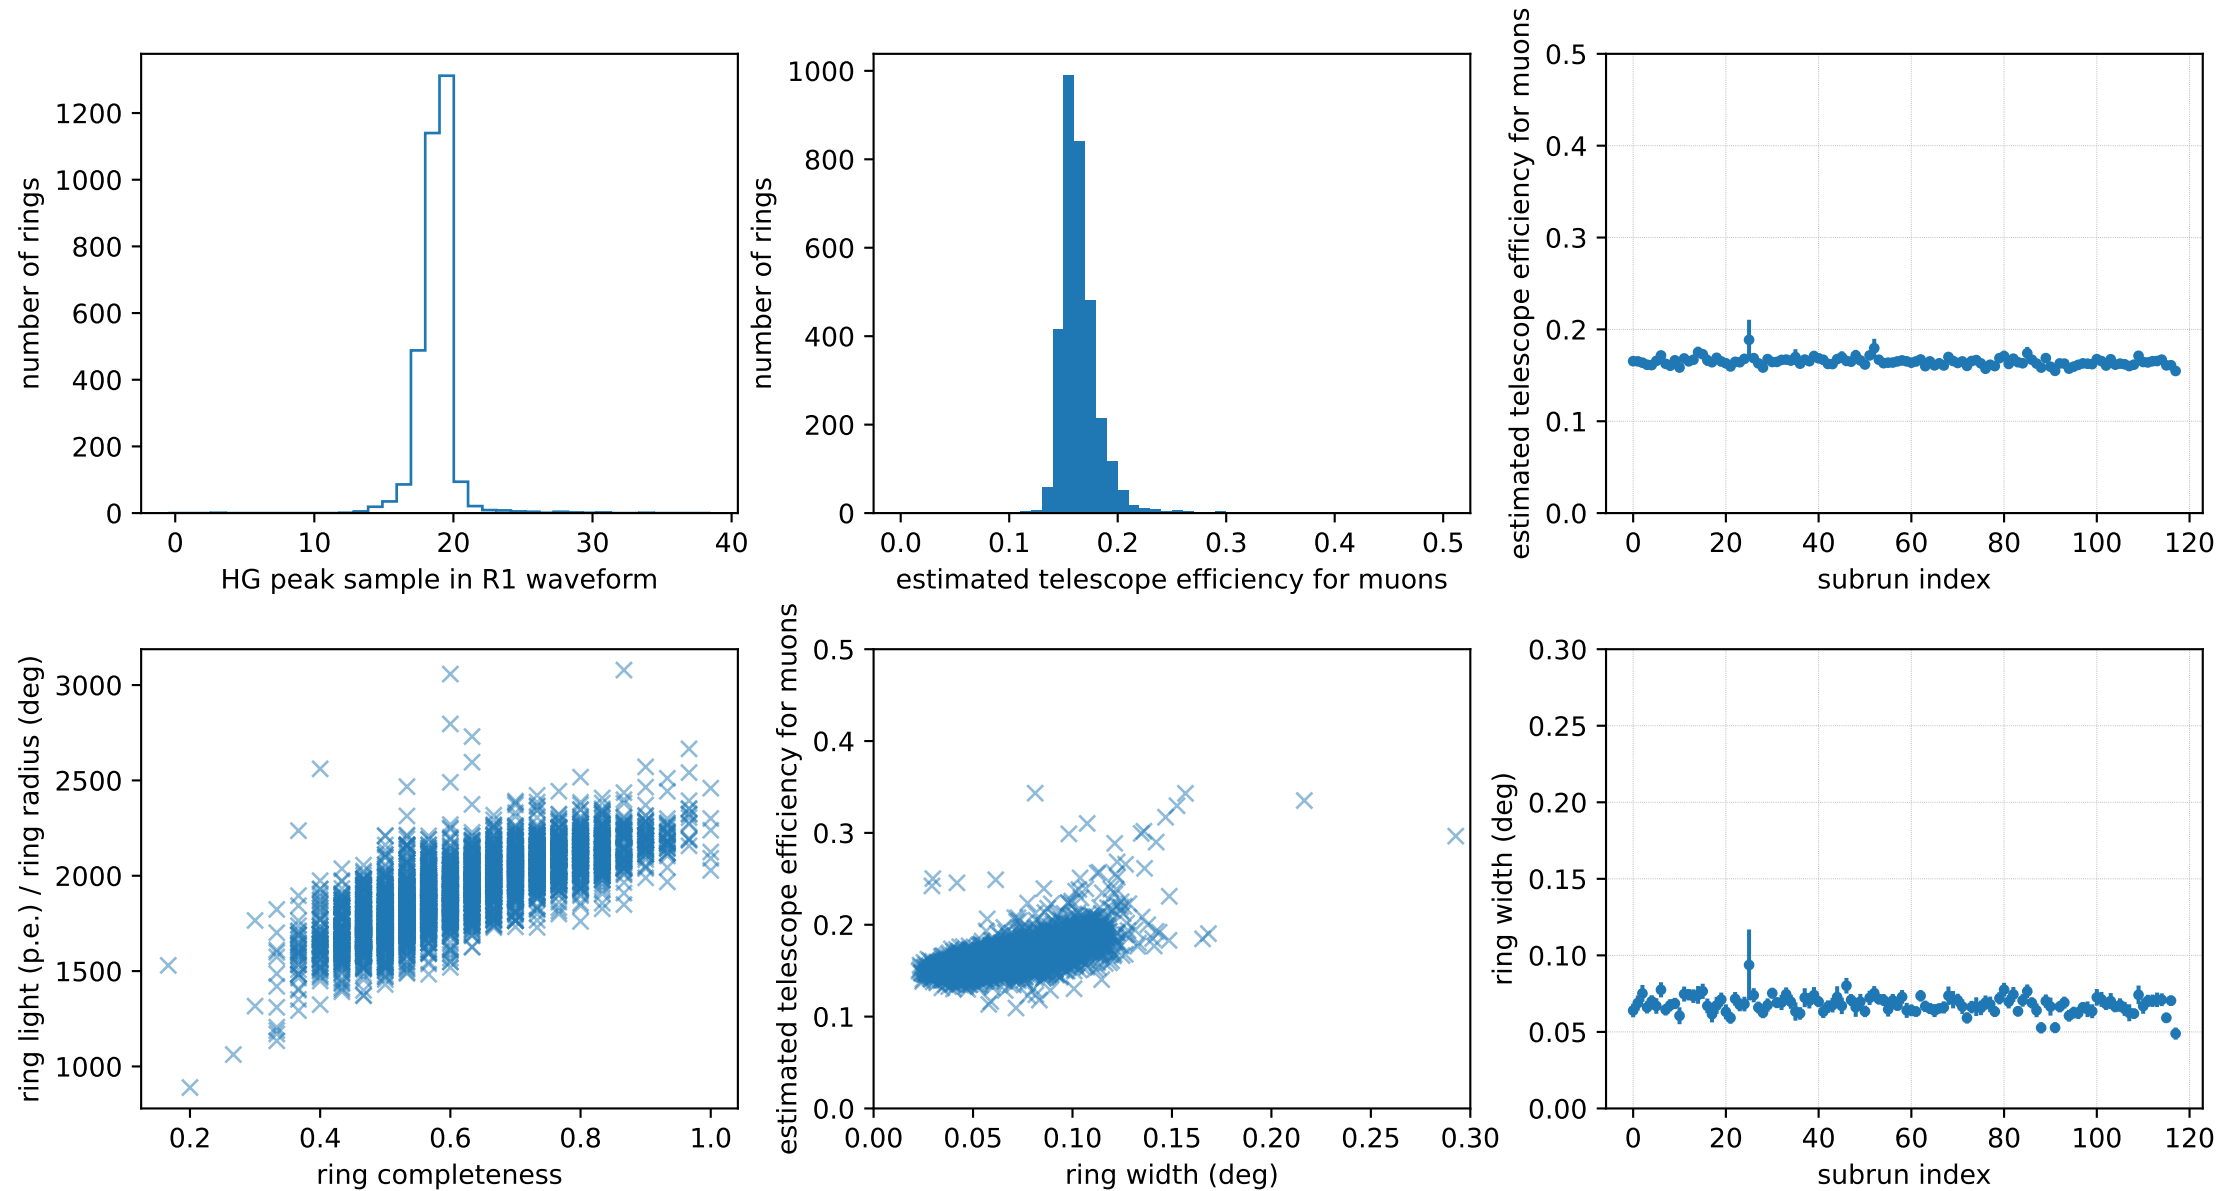 number of rings
1200
1000
800
600
400
200
0
0 10 20 30 40
HG peak sample in R1 waveform
number of rings
1000
800
600
400
200
0
0.0 0.1 0.2 0.3 0.4 0.5
estimated telescope efficiency for muons
estimated telescope efficiency for muons
0.5
0.4
0.3
0.2
0.1
0.0
0 20 40 60 80 100 120
subrun index
ring light (p.e.) / ring radius (deg)
3000
2500
2000
1500
1000
0.2 0.4 0.6 0.8 1.0
ring completeness
estimated telescope efficiency for muons
0.5
0.4
0.3
0.2
0.1
0.0
0.00 0.05 0.10 0.15 0.20 0.25 0.30
ring width (deg)
ring width (deg)
0.30
0.25
0.20
0.15
0.10
0.05
0.00
0 20 40 60 80 100 120
subrun index